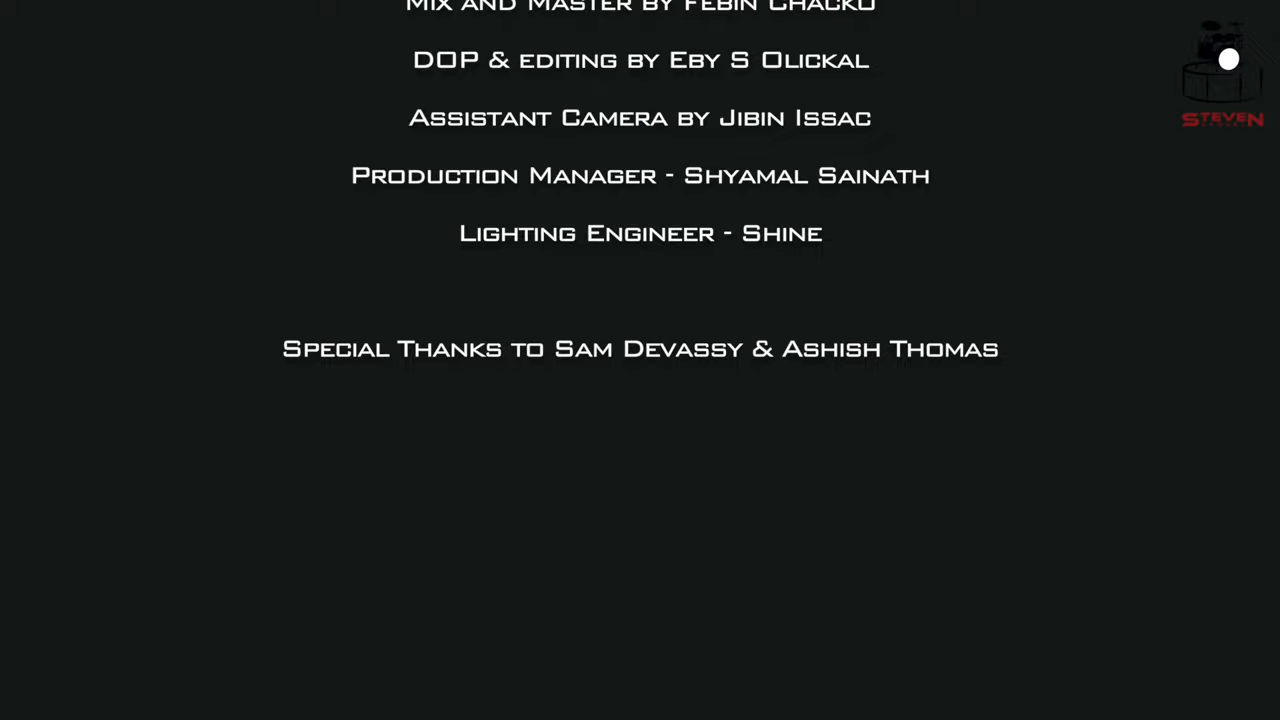 Mix and Master by Febin Chacko
DOP & editing by Eby S Olickal
Assistant Camera by Jibin Issac
Production Manager - Shyamal Sainath
Lighting Engineer - Shine
Special Thanks to Sam Devassy & Ashish Thomas
STEVEN